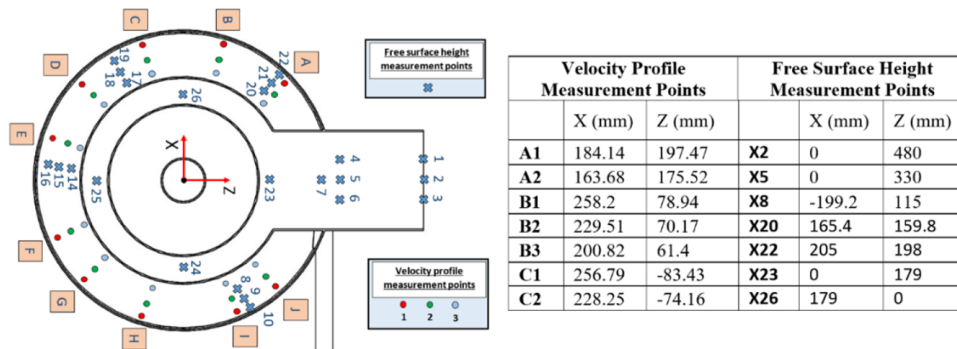 C
B
D
A
E
F
G
H
I
J
19
18
17
22
21
20
26
16
15
14
25
X
Z
23
24
7
4
5
6
1
2
3
8
9
10
Free surface height
measurement points
Velocity profile
measurement points
1 2 3
Velocity Profile Measurement Points
Free Surface Height Measurement Points
X (mm) Z (mm) X (mm) Z (mm)
A1 184.14 197.47 X2 0 480
A2 163.68 175.52 X5 0 330
B1 258.2 78.94 X8 -199.2 115
B2 229.51 70.17 X20 165.4 159.8
B3 200.82 61.4 X22 205 198
C1 256.79 -83.43 X23 0 179
C2 228.25 -74.16 X26 179 0